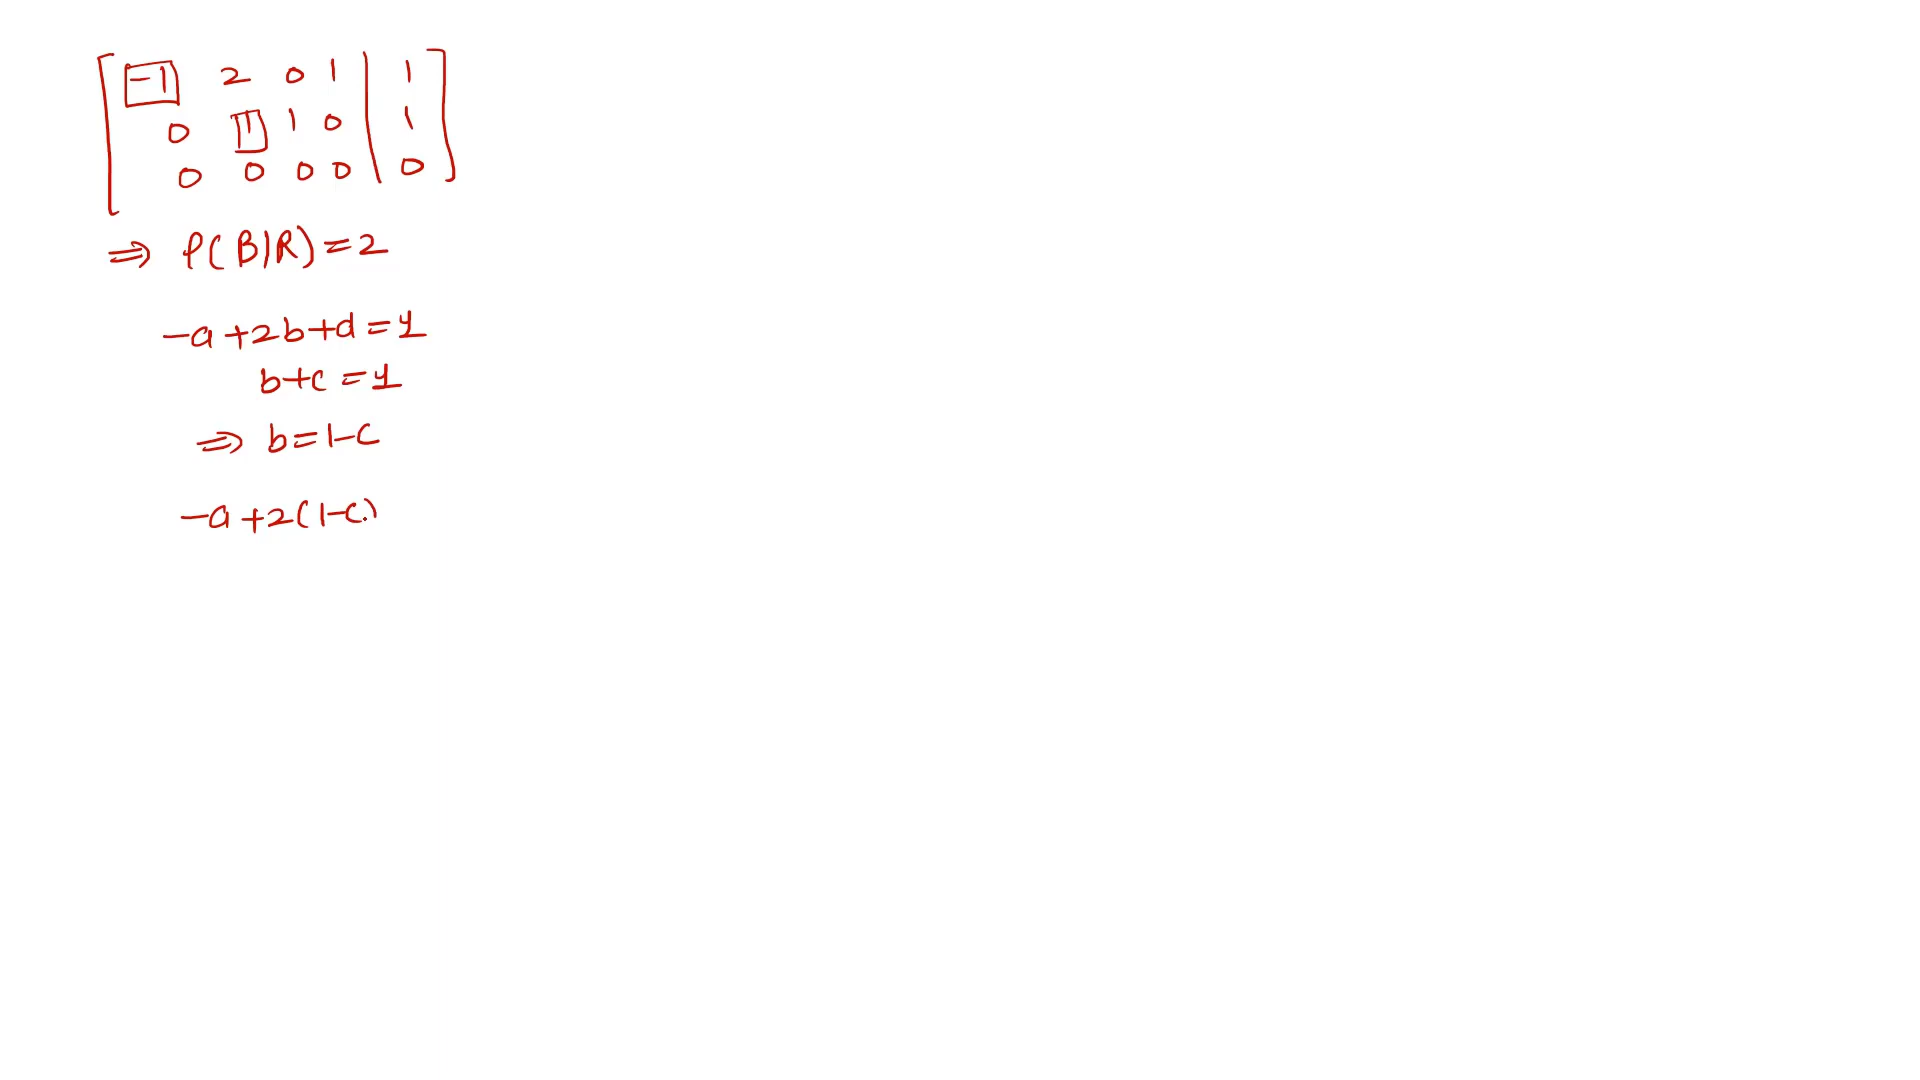 [ -1 2 0 1 | 1 ]
0 1 1 0 | 1
0 0 0 0 | 0
⇒ ρ(B|R) = 2
-a + 2b + d = 1
b + c = 1
⇒ b = 1 - c
-a + 2(1 - c)